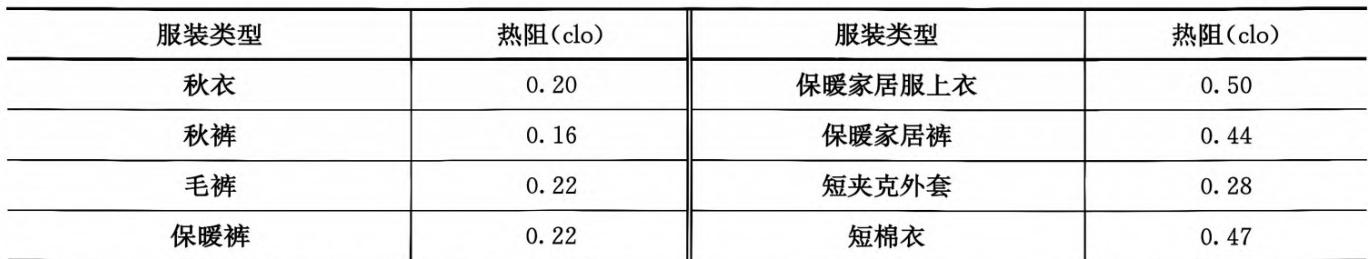 服装类型 热阻(clo) 服装类型 热阻(clo)
秋衣 0.20 保暖家居服上衣 0.50
秋裤 0.16 保暖家居裤 0.44
毛裤 0.22 短夹克外套 0.28
保暖裤 0.22 短棉衣 0.47